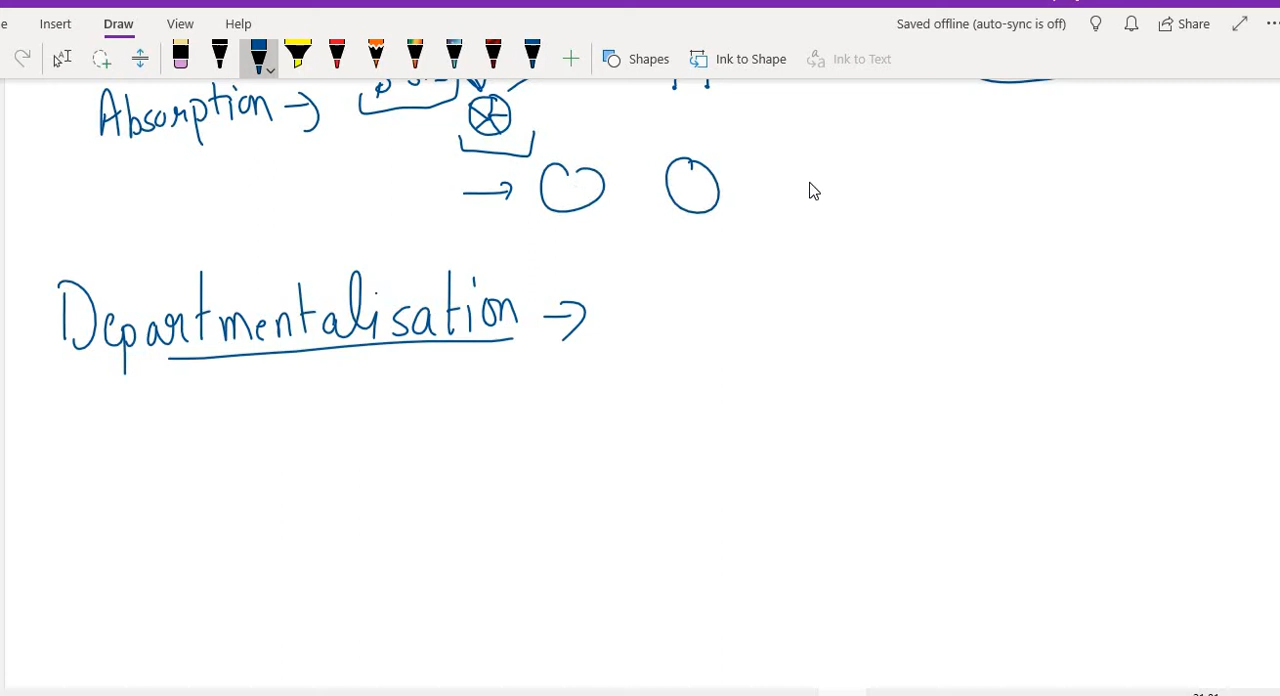 Insert Draw View Help Saved offline (auto-sync is off) Share
Shapes Ink to Shape Ink to Text
Absorption →
→
Departmentalisation →